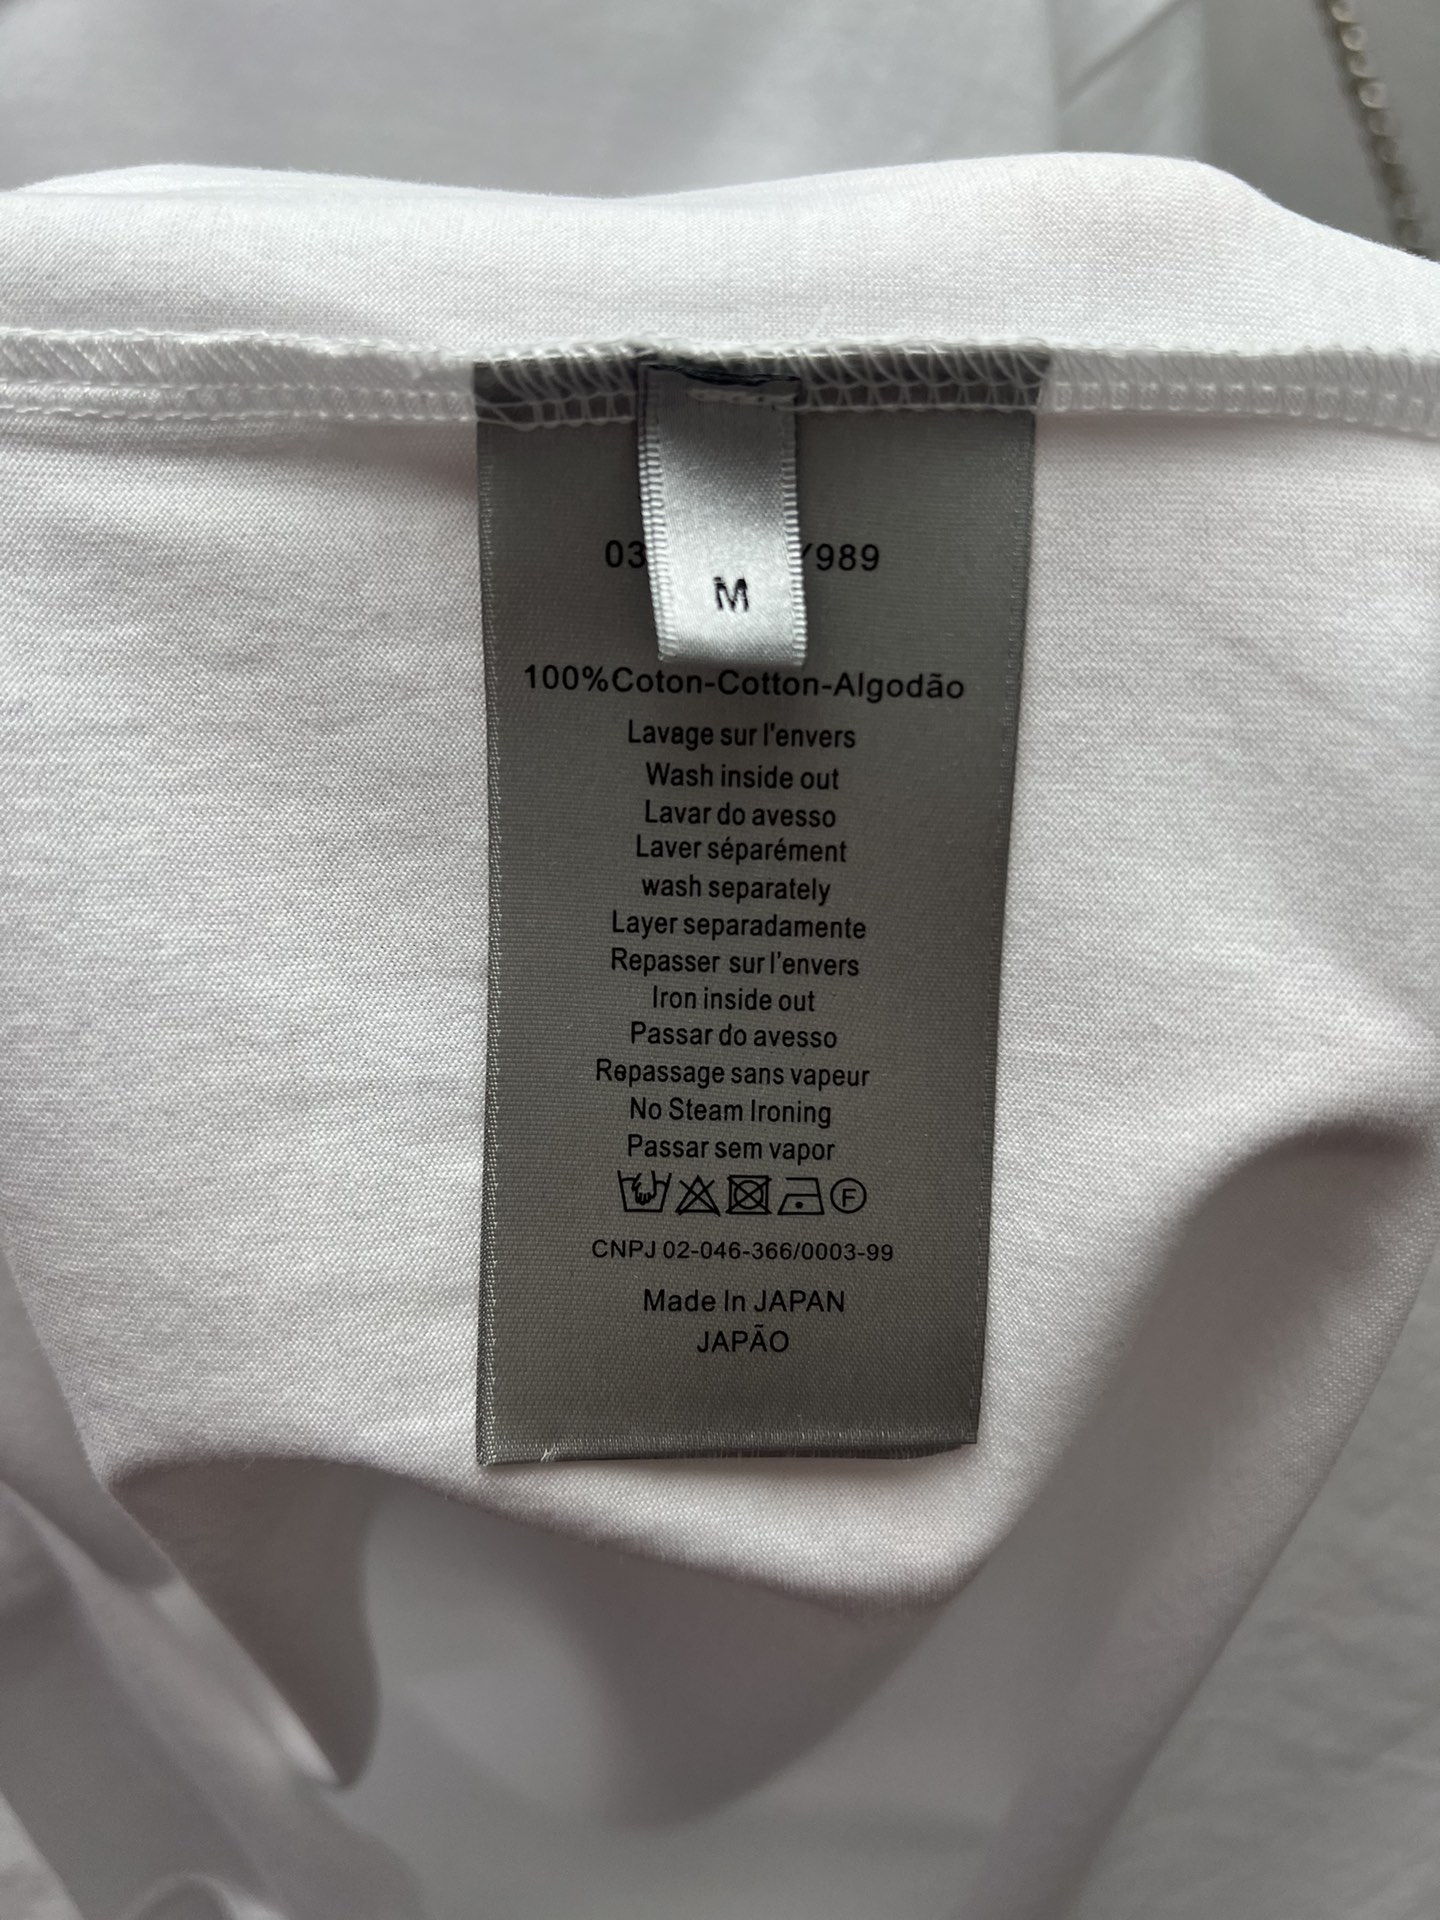 03 /989
M
100%Coton-Cotton-Algodão
Lavage sur l'envers
Wash inside out
Lavar do avesso
Laver séparément
wash separately
Layer separadamente
Repasser sur l'envers
Iron inside out
Passar do avesso
Repassage sans vapeur
No Steam Ironing
Passar sem vapor
F
CNPJ 02-046-366/0003-99
Made In JAPAN
JAPÃO